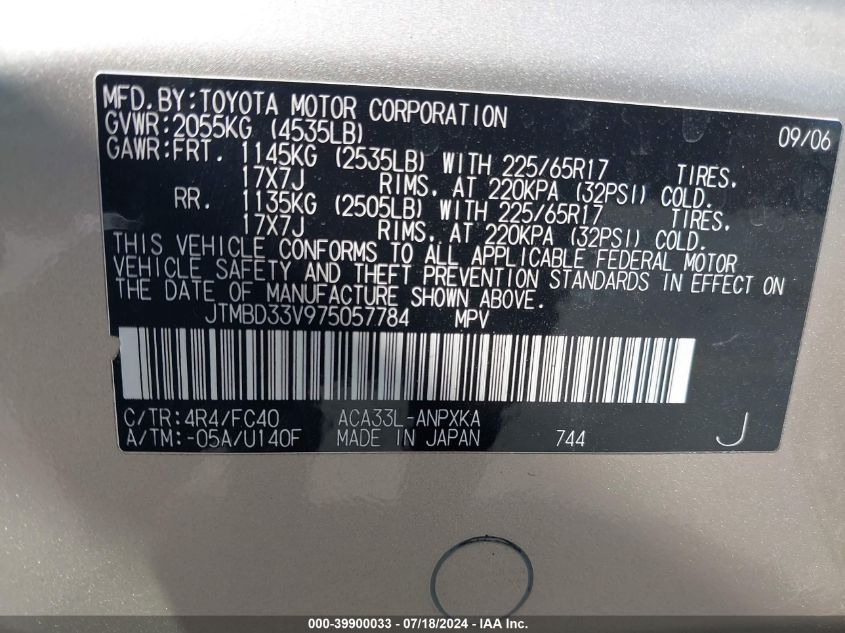 MFD.BY:TOYOTA MOTOR CORPORATION 09/06
GVWR:2055KG (4535LB)
GAWR:FRT. 1145KG (2535LB) WITH 225/65R17 TIRES.
17X7J RIMS. AT 220KPA (32PSI) COLD.
RR. 1135KG (2505LB) WITH 225/65R17 TIRES.
17X7J RIMS. AT 220KPA (32PSI) COLD.
THIS VEHICLE CONFORMS TO ALL APPLICABLE FEDERAL MOTOR
VEHICLE SAFETY AND THEFT PREVENTION STANDARDS IN EFFECT ON
THE DATE OF MANUFACTURE SHOWN ABOVE.
JTMBD33V975057784 MPV
C/TR:4R4/FC40 ACA33L-ANPXKA
A/TM:-05A/U140F MADE IN JAPAN 744 J
000-39900033 - 07/18/2024 - IAA Inc.